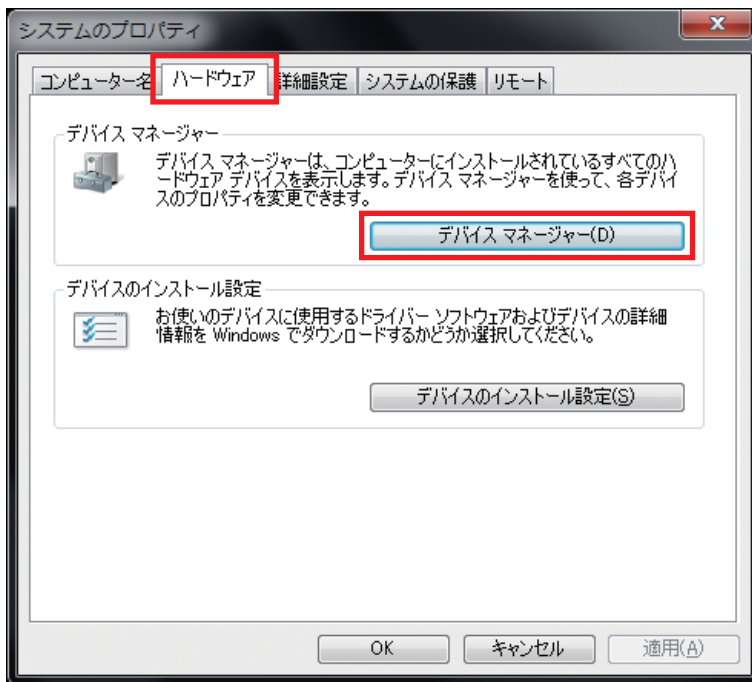 システムのプロパティ
コンピューター名 ハードウェア 詳細設定 システムの保護 リモート
デバイス マネージャー
デバイス マネージャーは、コンピューターにインストールされているすべてのハ
ードウェア デバイスを表示します。デバイス マネージャーを使って、各デバイ
スのプロパティを変更できます。
デバイス マネージャー(D)
デバイスのインストール設定
お使いのデバイスに使用するドライバー ソフトウェアおよびデバイスの詳細
情報を Windows でダウンロードするかどうか選択してください。
デバイスのインストール設定(S)
OK キャンセル 適用(A)